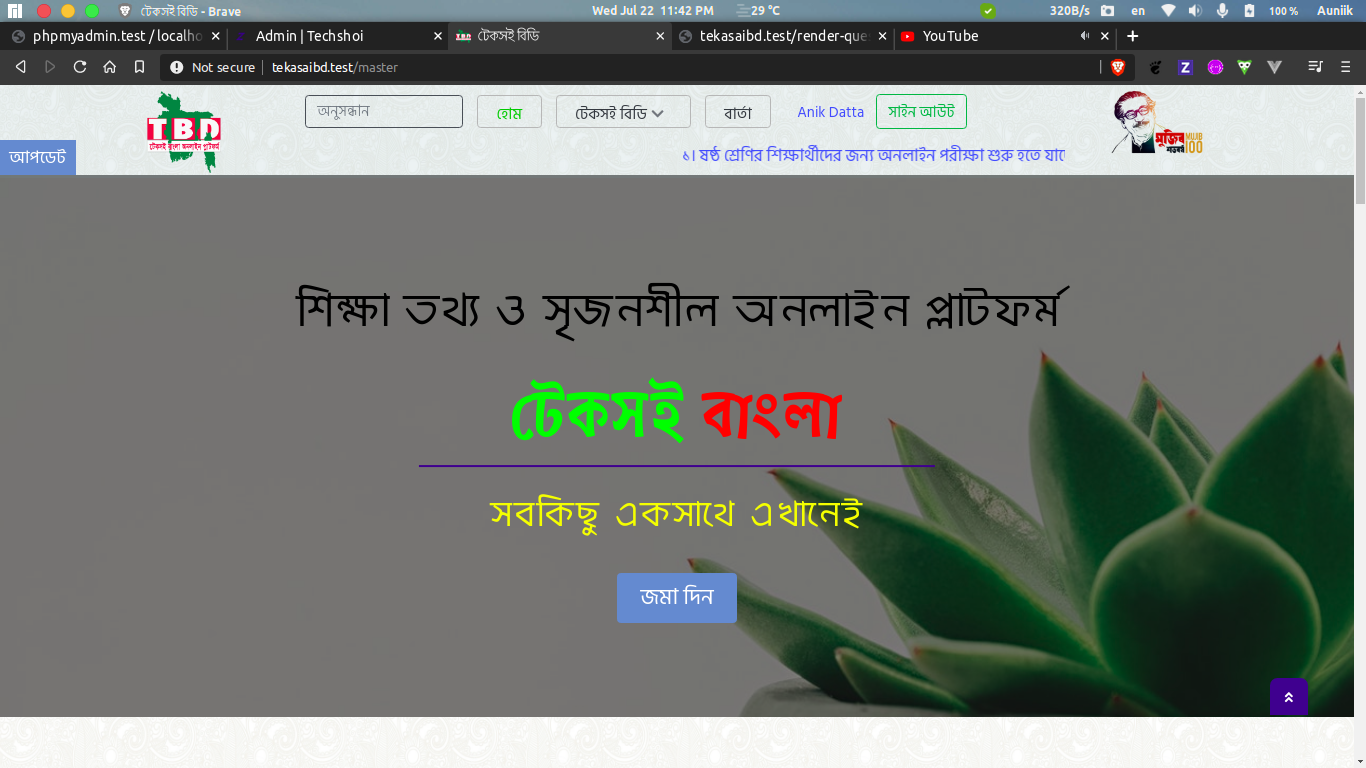 টেকসই বিডি - Brave
Wed Jul 22 11:42 PM
29 °C
320B/s
en
100 %
Auniik
phpmyadmin.test / localho
Admin | Techshoi
টেকসই বিডি
tekasaibd.test/render-ques
YouTube
Not secure
tekasaibd.test/master
TBD
টেকসই বাংলা অনলাইন প্লাটফর্ম
অনুসন্ধান
হোম
টেকসই বিডি
বার্তা
Anik Datta
সাইন আউট
মুজিব
শতবর্ষ
MUJIB
100
আপডেট
১। ষষ্ঠ শ্রেণির শিক্ষার্থীদের জন্য অনলাইন পরীক্ষা শুরু হতে যাচ্ছে
শিক্ষা তথ্য ও সৃজনশীল অনলাইন প্লাটফর্ম
টেকসই বাংলা
সবকিছু একসাথে এখানেই
জমা দিন